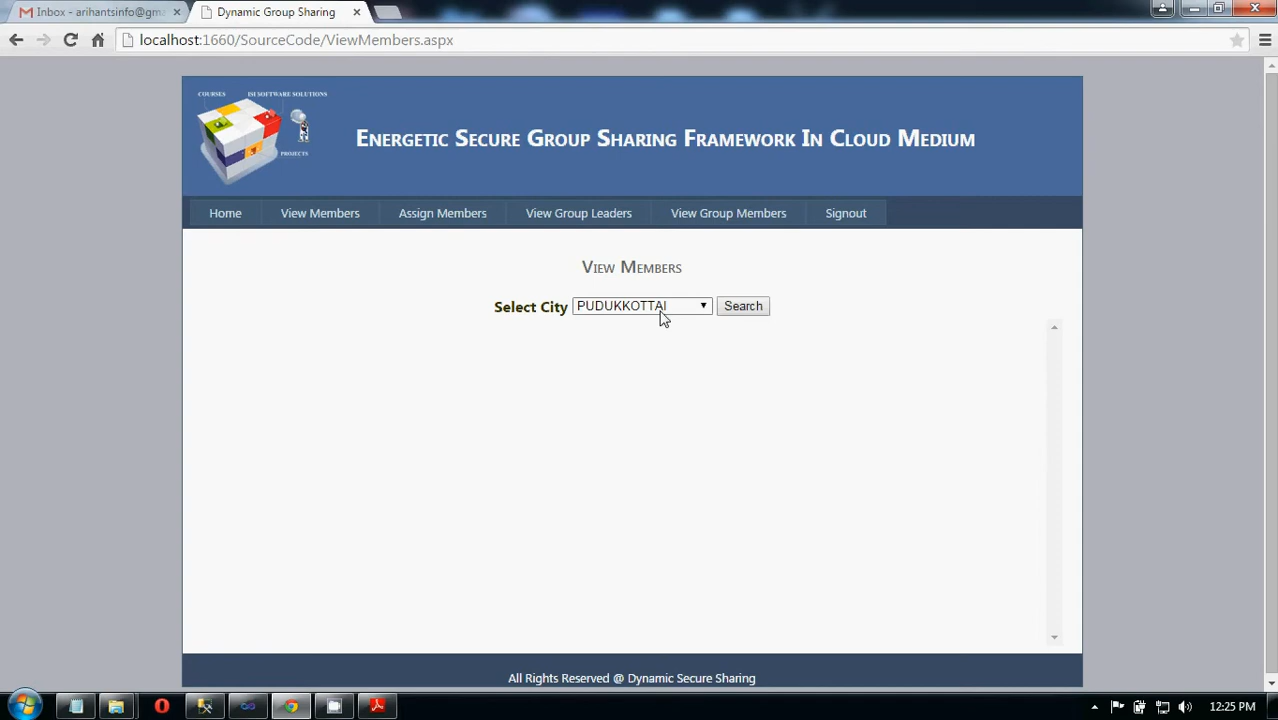 Inbox - arihantsinfo@gma
Dynamic Group Sharing
localhost:1660/SourceCode/ViewMembers.aspx
COURSES ISI SOFTWARE SOLUTIONS
PROJECTS
Energetic Secure Group Sharing Framework In Cloud Medium
Home View Members Assign Members View Group Leaders View Group Members Signout
View Members
Select City PUDUKKOTTAI Search
All Rights Reserved @ Dynamic Secure Sharing
12:25 PM